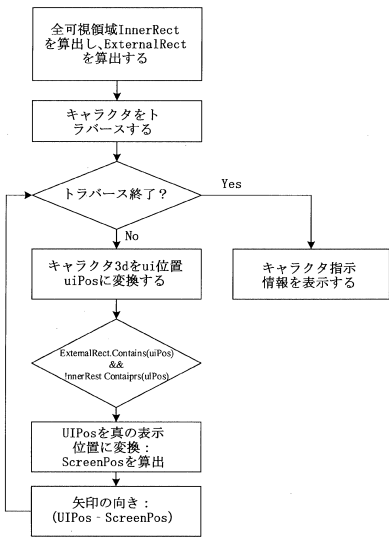 全可視領域InnerRect
を算出し、ExternalRect
を算出する
キャラクタをト
ラバースする
トラバース終了？
Yes
No
キャラクタ3dをui位置
uiPosに変換する
キャラクタ指示
情報を表示する
ExternalRect.Contains(uiPos)
&&
!nnerRest Contaiprs(ulPos)
UIPosを真の表示
位置に変換：
ScreenPosを算出
矢印の向き：
(UIPos - ScreenPos)